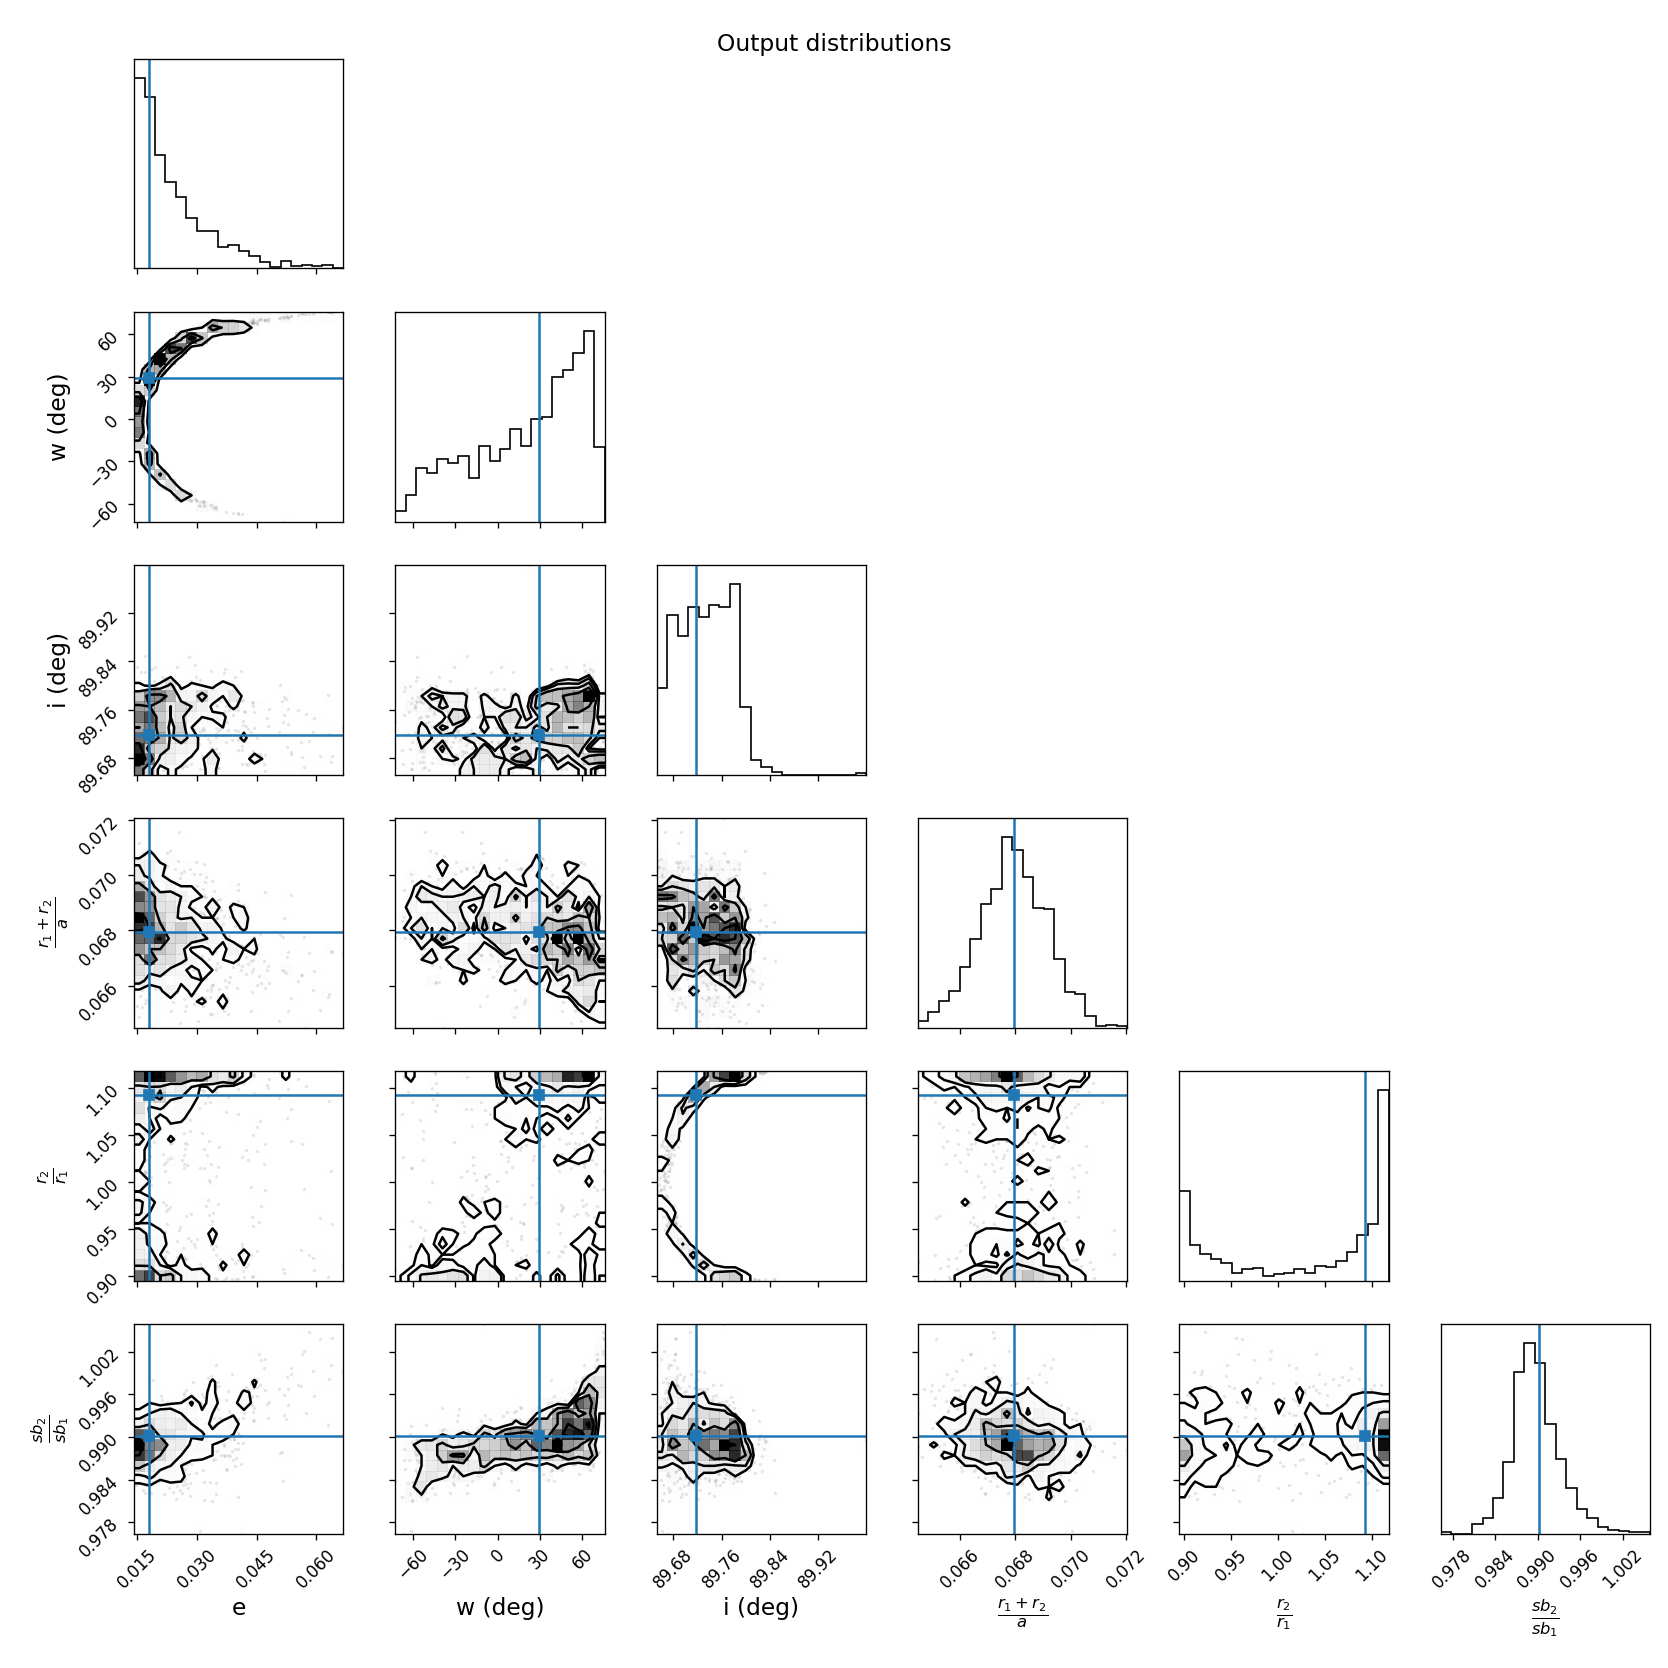 Output distributions
w (deg)
60
30
0
−30
−60
i (deg)
89.92
89.84
89.76
89.68
r₁ + r₂
a
0.072
0.070
0.068
0.066
r₂
r₁
1.10
1.05
1.00
0.95
0.90
sb₂
sb₁
1.002
0.996
0.990
0.984
0.978
0.015 0.030 0.045 0.060
−60 −30 0 30 60
89.68 89.76 89.84 89.92
0.066 0.068 0.070 0.072
0.90 0.95 1.00 1.05 1.10
0.978 0.984 0.990 0.996 1.002
e
w (deg)
i (deg)
r₁ + r₂
a
r₂
r₁
sb₂
sb₁